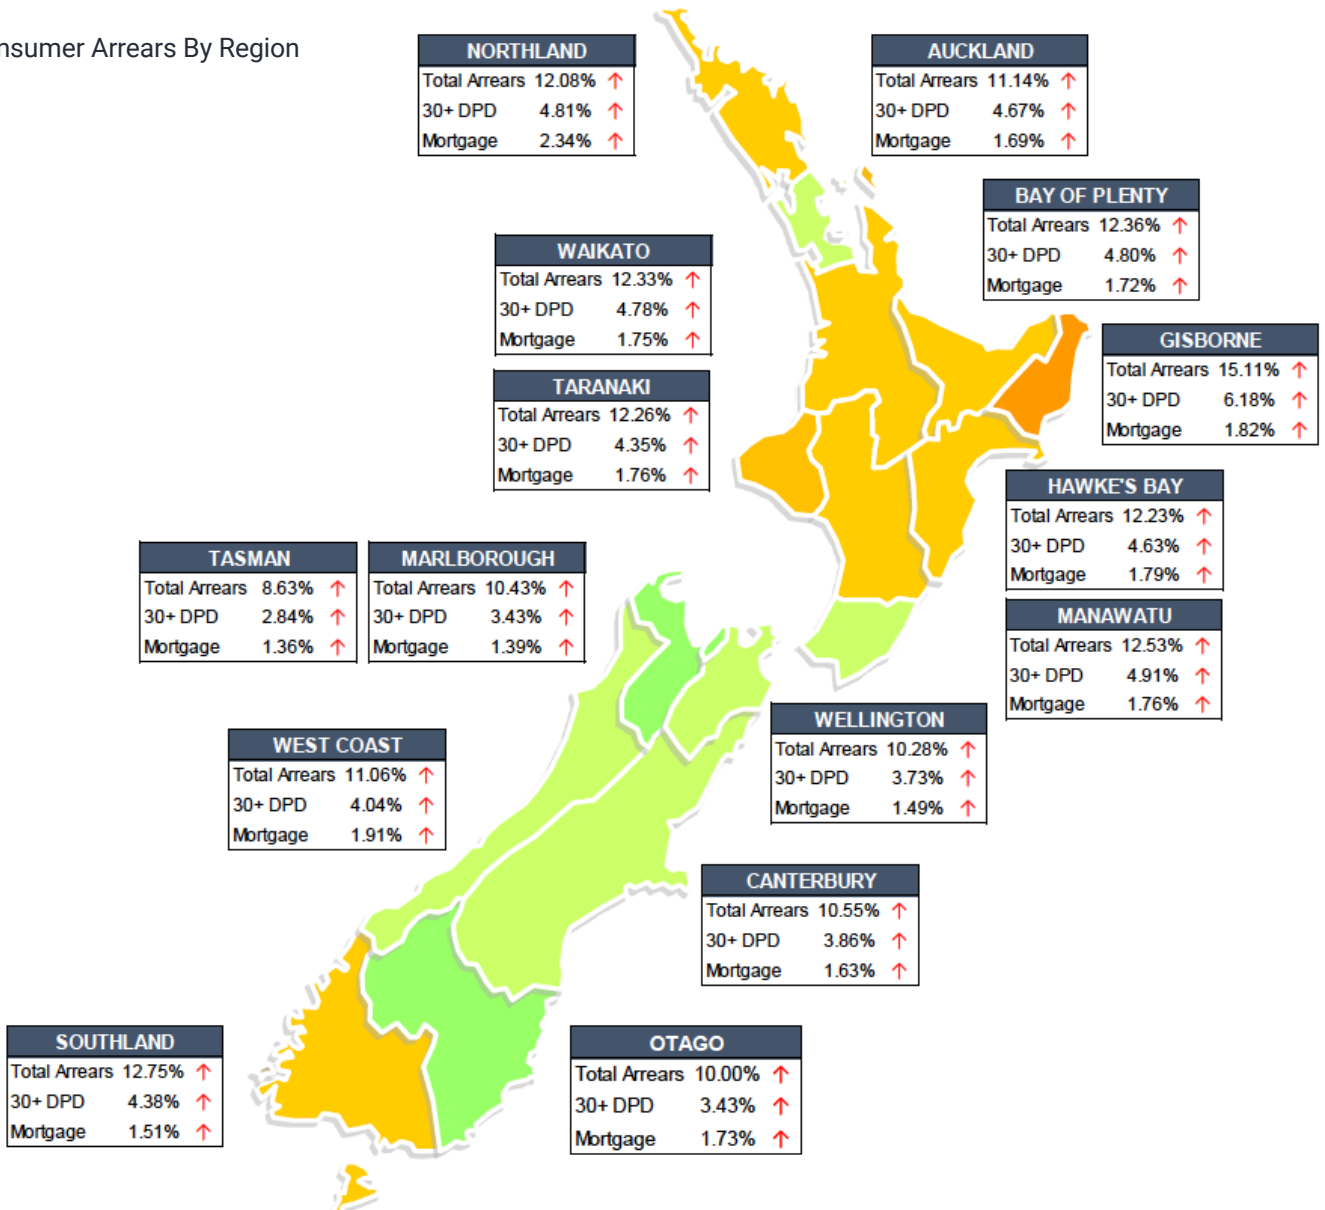 nsumer Arrears By Region
NORTHLAND
Total Arrears 12.08% ↑
30+ DPD 4.81% ↑
Mortgage 2.34% ↑
AUCKLAND
Total Arrears 11.14% ↑
30+ DPD 4.67% ↑
Mortgage 1.69% ↑
BAY OF PLENTY
Total Arrears 12.36% ↑
30+ DPD 4.80% ↑
Mortgage 1.72% ↑
WAIKATO
Total Arrears 12.33% ↑
30+ DPD 4.78% ↑
Mortgage 1.75% ↑
GISBORNE
Total Arrears 15.11% ↑
30+ DPD 6.18% ↑
Mortgage 1.82% ↑
TARANAKI
Total Arrears 12.26% ↑
30+ DPD 4.35% ↑
Mortgage 1.76% ↑
HAWKE'S BAY
Total Arrears 12.23% ↑
30+ DPD 4.63% ↑
Mortgage 1.79% ↑
TASMAN
Total Arrears 8.63% ↑
30+ DPD 2.84% ↑
Mortgage 1.36% ↑
MARLBOROUGH
Total Arrears 10.43% ↑
30+ DPD 3.43% ↑
Mortgage 1.39% ↑
MANAWATU
Total Arrears 12.53% ↑
30+ DPD 4.91% ↑
Mortgage 1.76% ↑
WELLINGTON
Total Arrears 10.28% ↑
30+ DPD 3.73% ↑
Mortgage 1.49% ↑
WEST COAST
Total Arrears 11.06% ↑
30+ DPD 4.04% ↑
Mortgage 1.91% ↑
CANTERBURY
Total Arrears 10.55% ↑
30+ DPD 3.86% ↑
Mortgage 1.63% ↑
SOUTHLAND
Total Arrears 12.75% ↑
30+ DPD 4.38% ↑
Mortgage 1.51% ↑
OTAGO
Total Arrears 10.00% ↑
30+ DPD 3.43% ↑
Mortgage 1.73% ↑